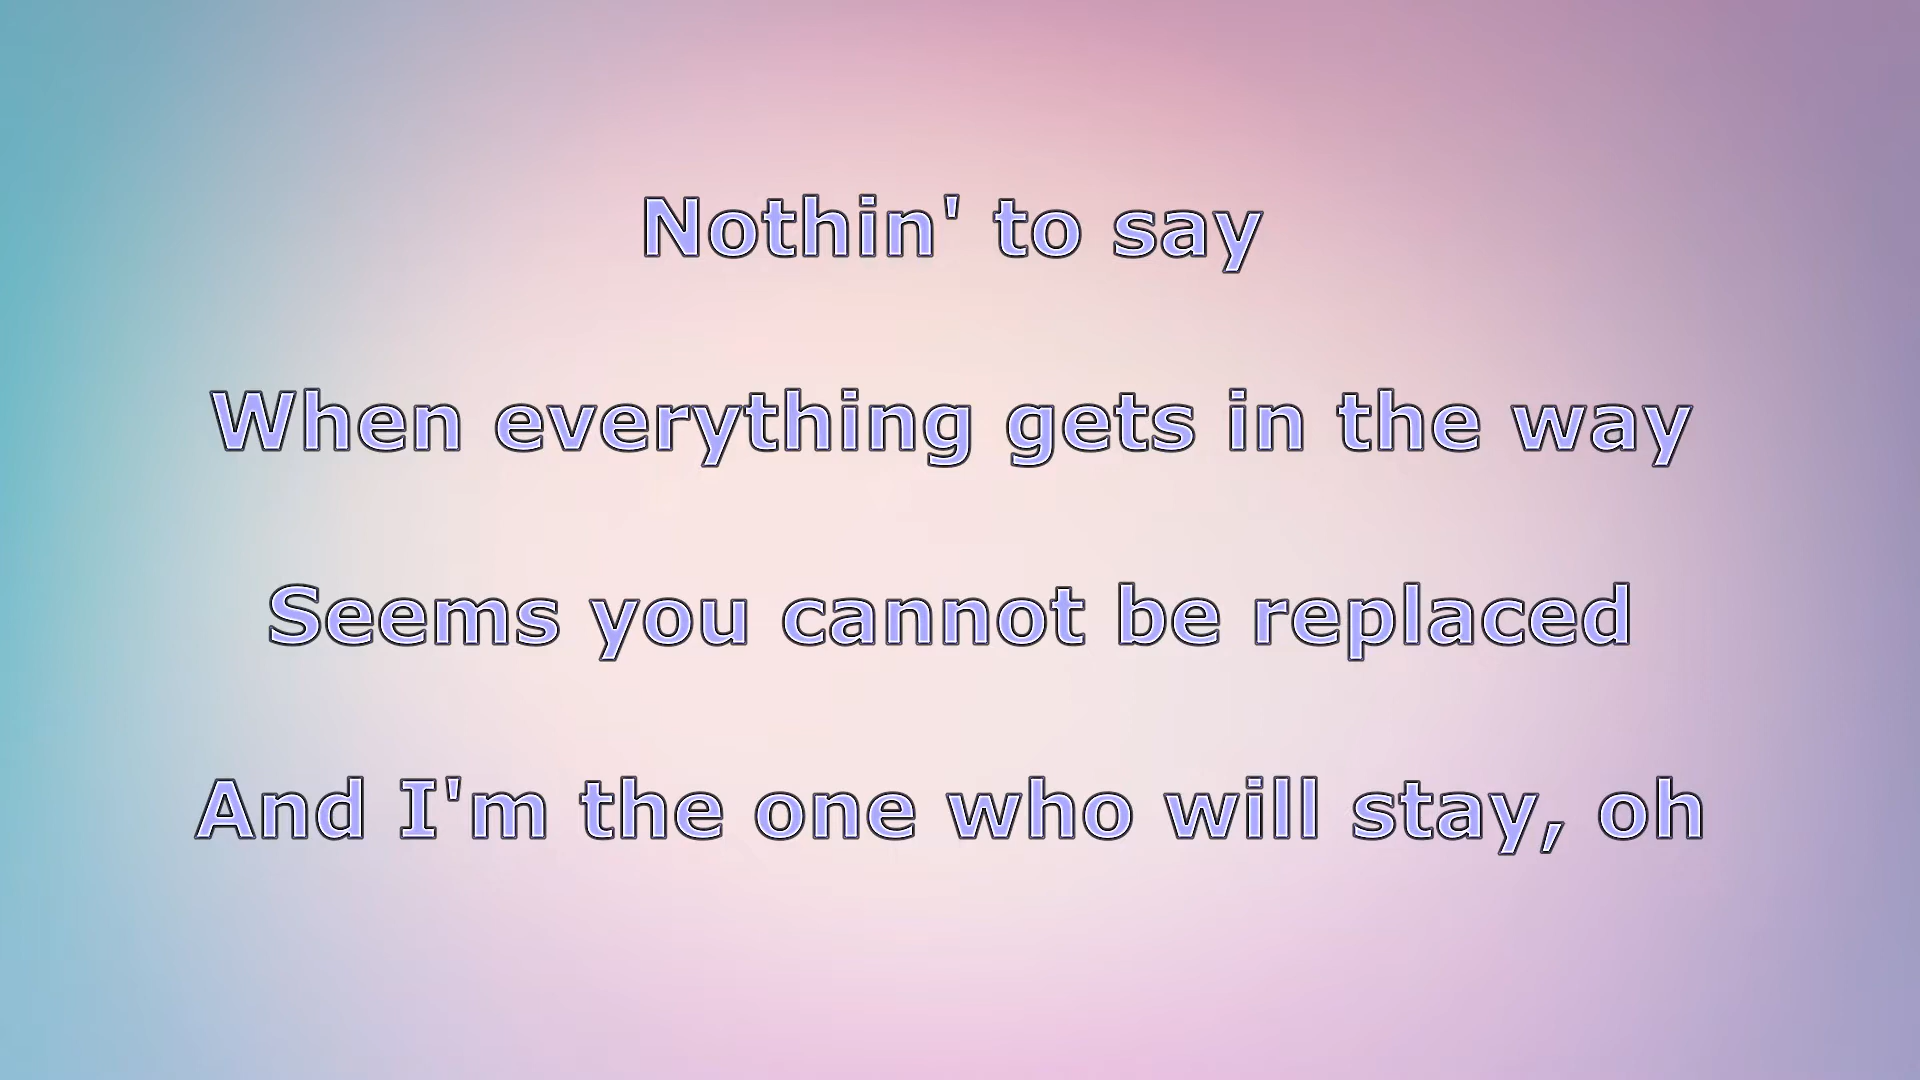 Nothin' to say
When everything gets in the way
Seems you cannot be replaced
And I'm the one who will stay, oh